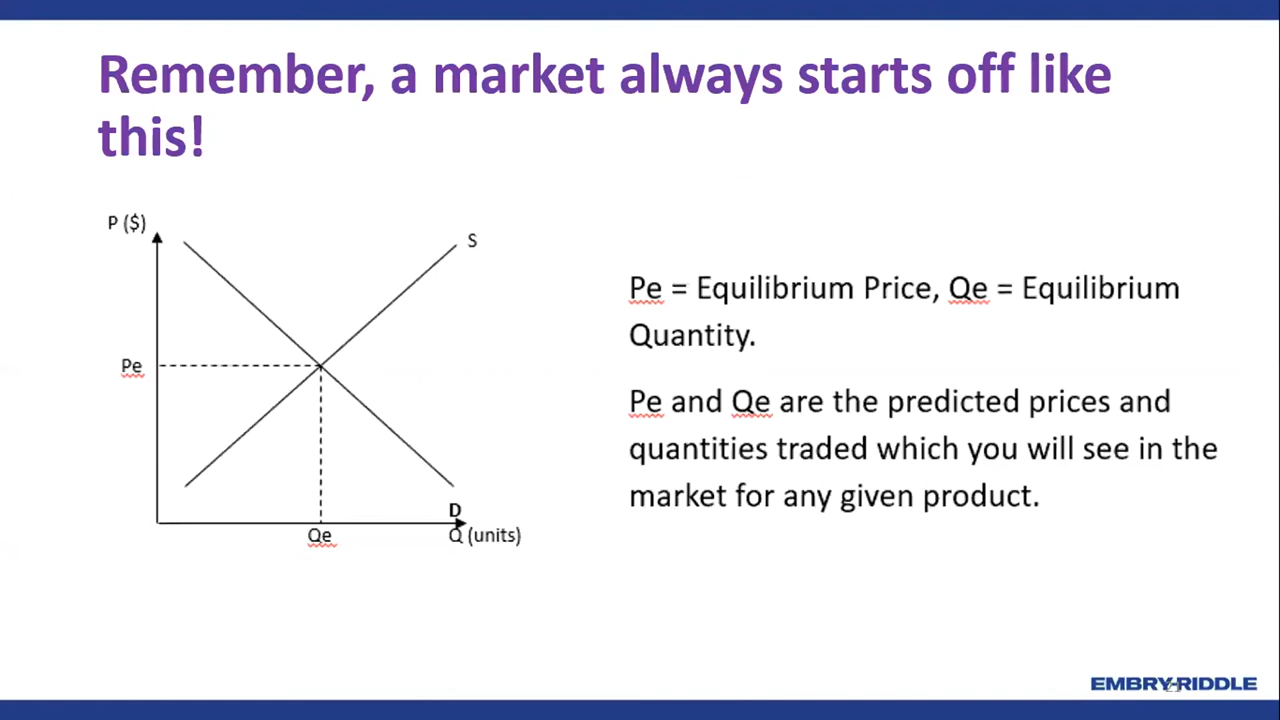 Remember, a market always starts off like
this!
P ($)
S
Pe
D
Qe
Q (units)
Pe = Equilibrium Price, Qe = Equilibrium
Quantity.
Pe and Qe are the predicted prices and
quantities traded which you will see in the
market for any given product.
EMBRY-RIDDLE